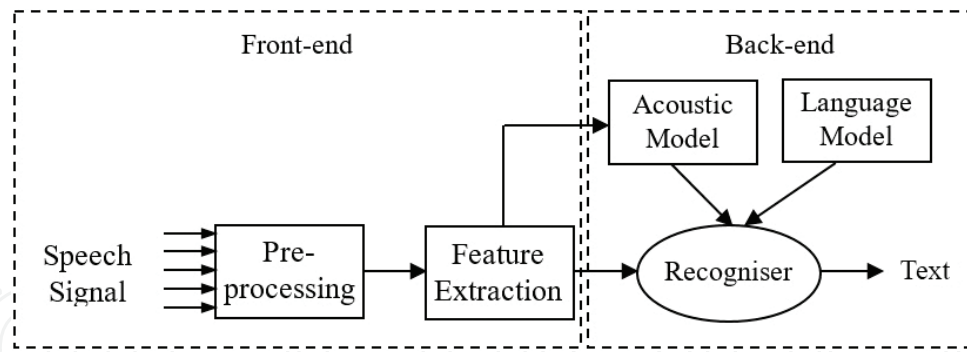 Front-end
Back-end
Acoustic
Model
Language
Model
Speech
Signal
Pre-
processing
Feature
Extraction
Recogniser
Text